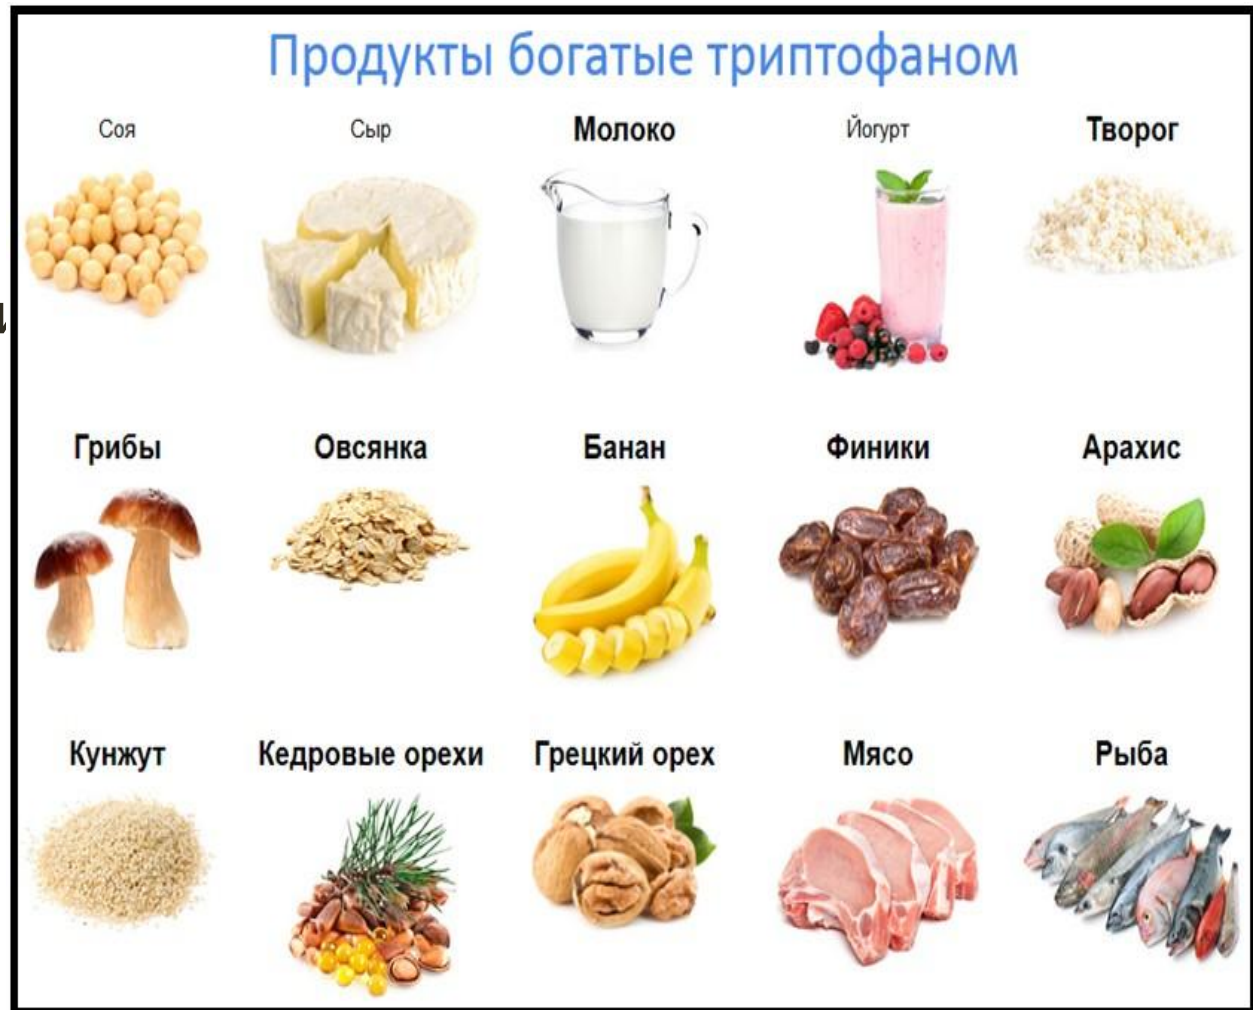 Продукты богатые триптофаном
Соя Сыр Молоко Йогурт Творог
Грибы Овсянка Банан Финики Арахис
Кунжут Кедровые орехи Грецкий орех Мясо Рыба